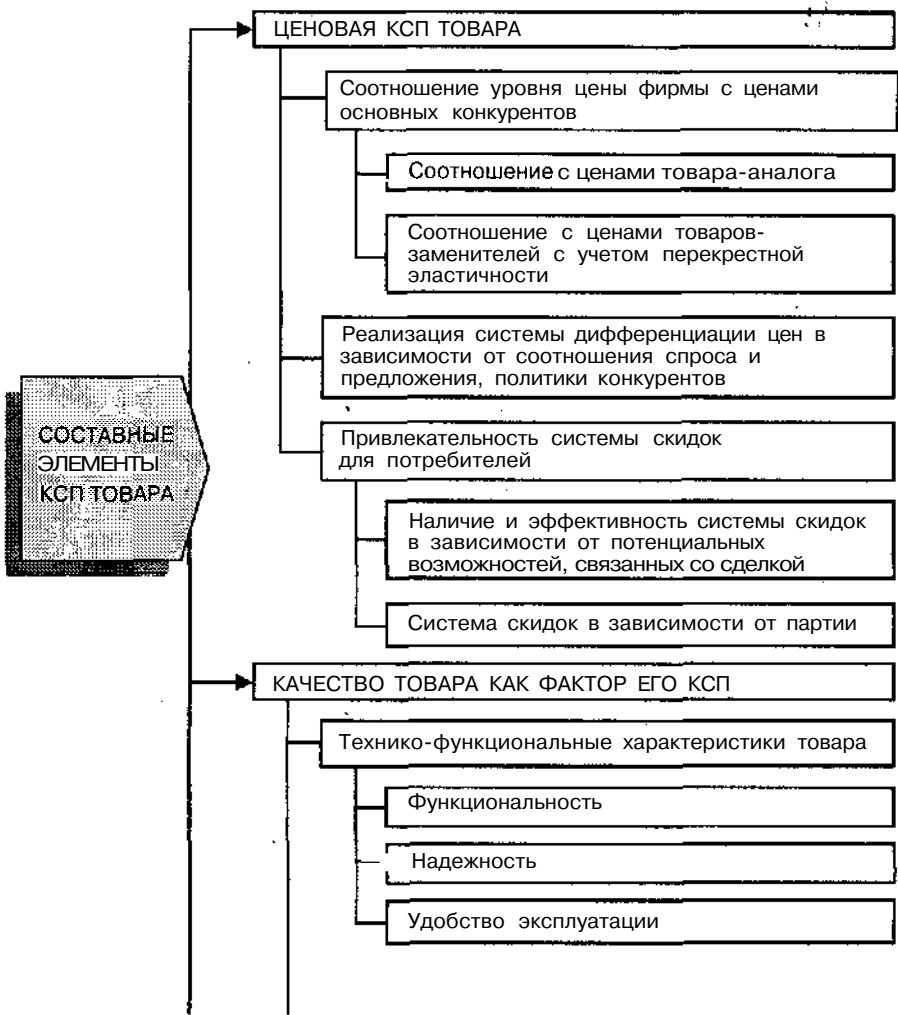 ЦЕНОВАЯ КСП ТОВАРА
Соотношение уровня цены фирмы с ценами
основных конкурентов
Соотношение с ценами товара-аналога
Соотношение с ценами товаров-
заменителей с учетом перекрестной
эластичности
Реализация системы дифференциации цен в
зависимости от соотношения спроса и
предложения, политики конкурентов
СОСТАВНЫЕ
ЭЛЕМЕНТЫ
КСП ТОВАРА
Привлекательность системы скидок
для потребителей
Наличие и эффективность системы скидок
в зависимости от потенциальных
возможностей, связанных со сделкой
Система скидок в зависимости от партии
КАЧЕСТВО ТОВАРА КАК ФАКТОР ЕГО КСП
Технико-функциональные характеристики товара
Функциональность
Надежность
Удобство эксплуатации